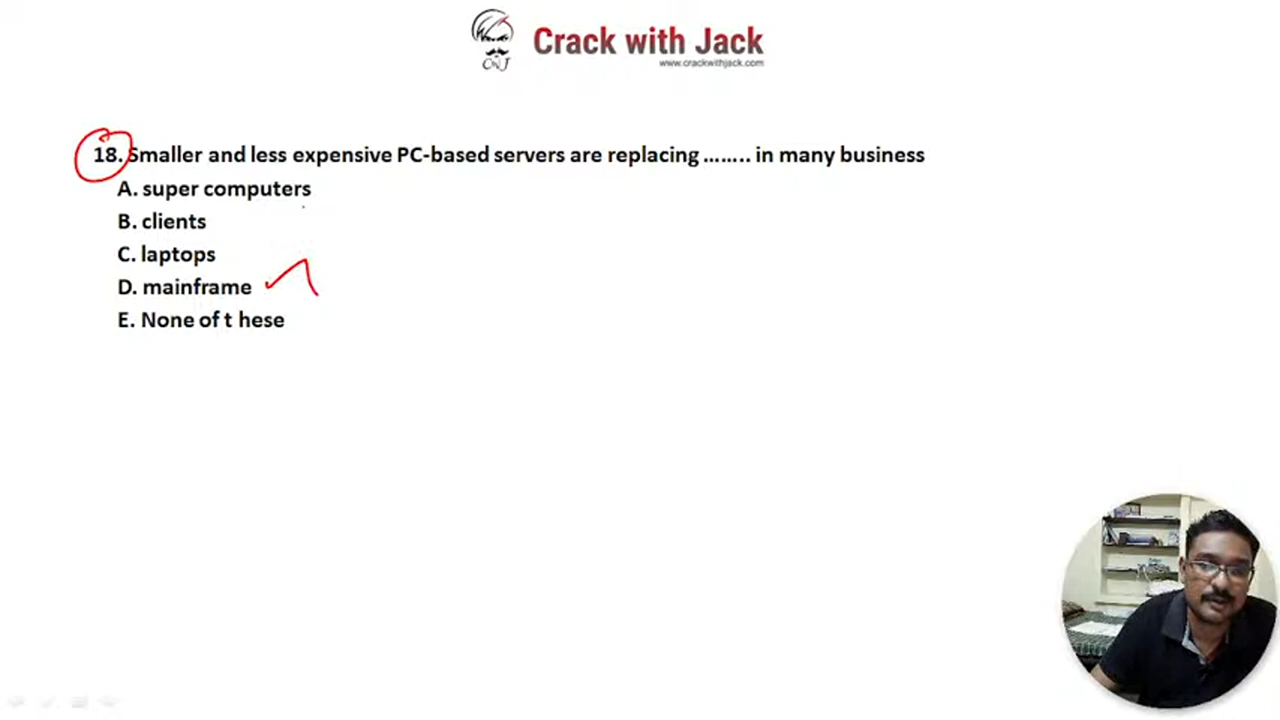 Crack with Jack
www.crackwithjack.com
18. Smaller and less expensive PC-based servers are replacing …….. in many business
A. super computers
B. clients
C. laptops
D. mainframe
E. None of t hese